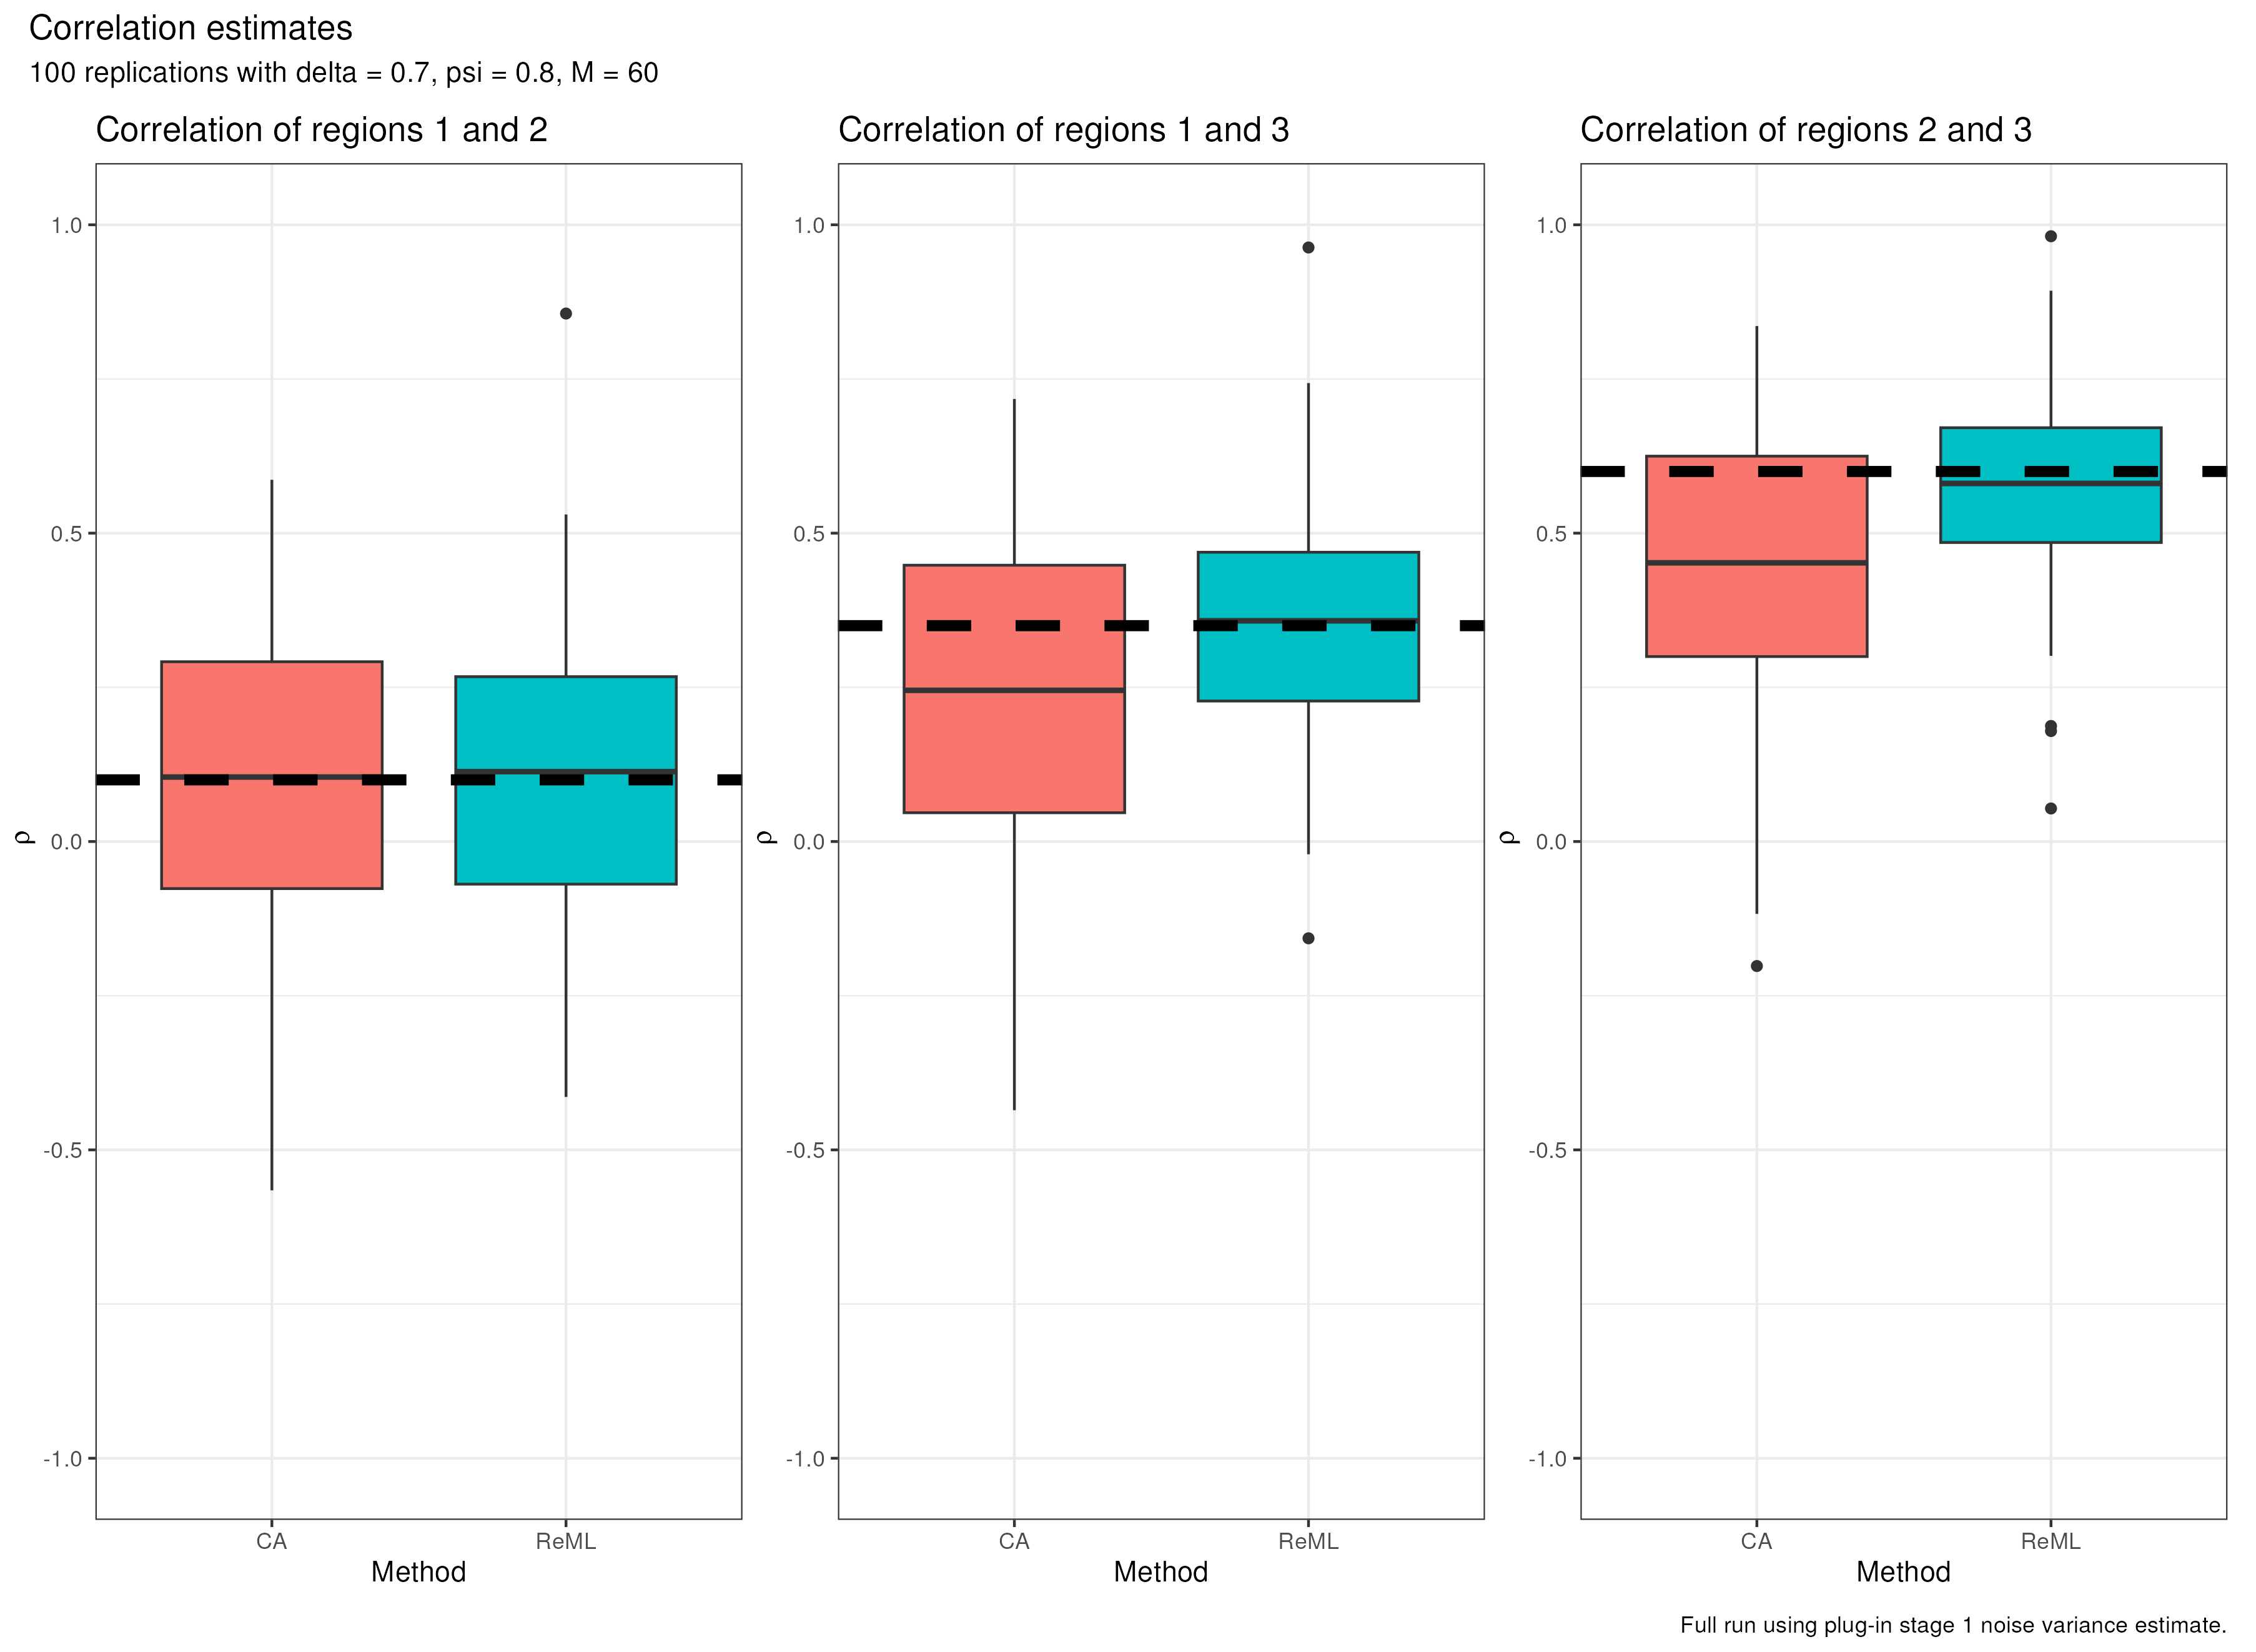 Correlation estimates
100 replications with delta = 0.7, psi = 0.8, M = 60
Correlation of regions 1 and 2
1.0
0.5
0.0
-0.5
-1.0
ρ
CA ReML
Method
Correlation of regions 1 and 3
1.0
0.5
0.0
-0.5
-1.0
ρ
CA ReML
Method
Correlation of regions 2 and 3
1.0
0.5
0.0
-0.5
-1.0
ρ
CA ReML
Method
Full run using plug-in stage 1 noise variance estimate.